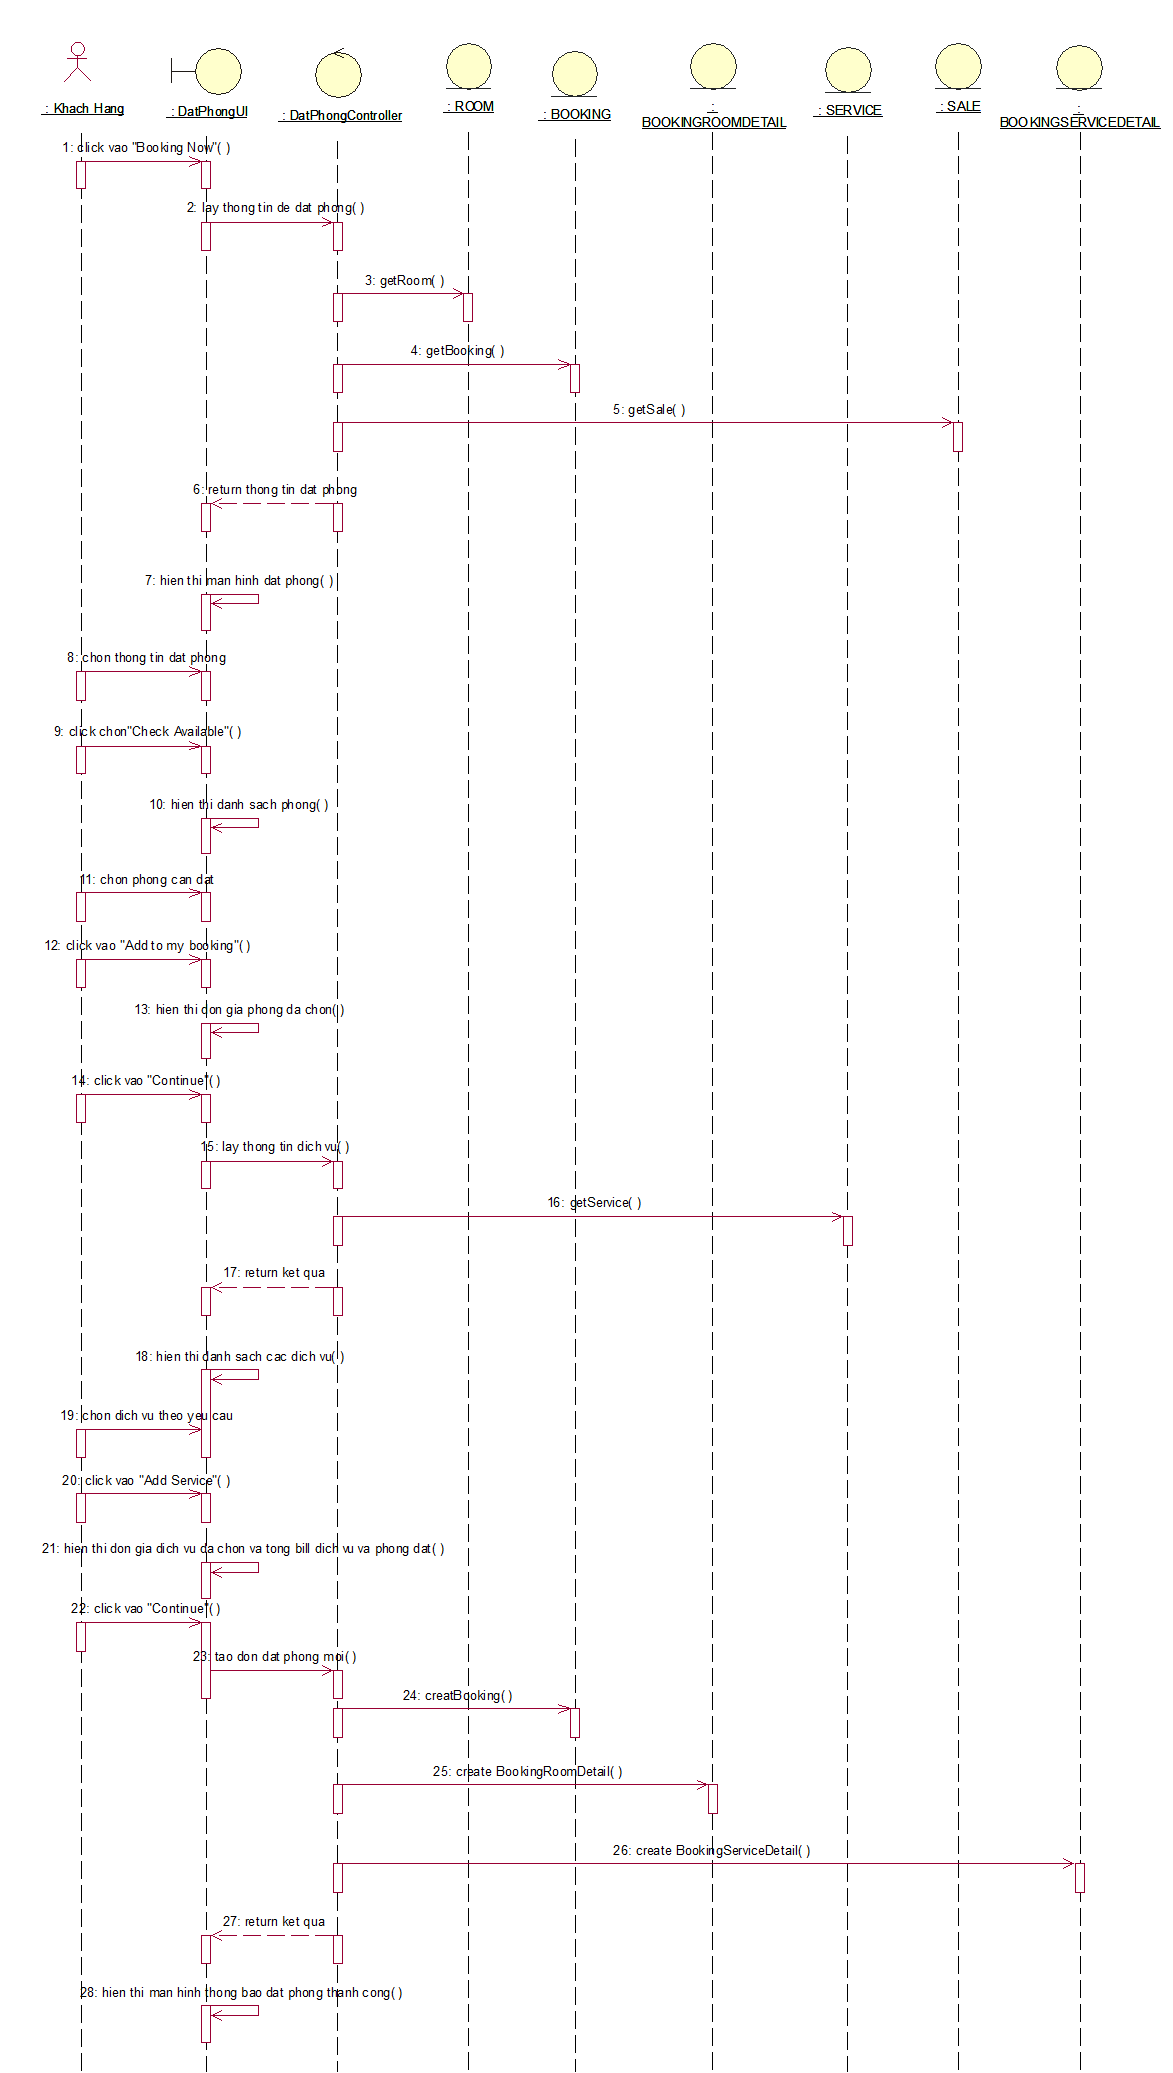 : Khach Hang
: DatPhongUI
: DatPhongController
: ROOM
: BOOKING
:
BOOKINGROOMDETAIL
: SERVICE
: SALE
:
BOOKINGSERVICEDETAIL
1: click vao "Booking Now"( )
2: lay thong tin de dat phong( )
3: getRoom( )
4: getBooking( )
5: getSale( )
6: return thong tin dat phong
7: hien thi man hinh dat phong( )
8: chon thong tin dat phong
9: click chon"Check Available"( )
10: hien thi danh sach phong( )
11: chon phong can dat
12: click vao "Add to my booking"( )
13: hien thi don gia phong da chon( )
14: click vao "Continue"( )
15: lay thong tin dich vu( )
16: getService( )
17: return ket qua
18: hien thi danh sach cac dich vu( )
19: chon dich vu theo yeu cau
20: click vao "Add Service"( )
21: hien thi don gia dich vu da chon va tong bill dich vu va phong dat( )
22: click vao "Continue"( )
23: tao don dat phong moi( )
24: creatBooking( )
25: create BookingRoomDetail( )
26: create BookingServiceDetail( )
27: return ket qua
28: hien thi man hinh thong bao dat phong thanh cong( )